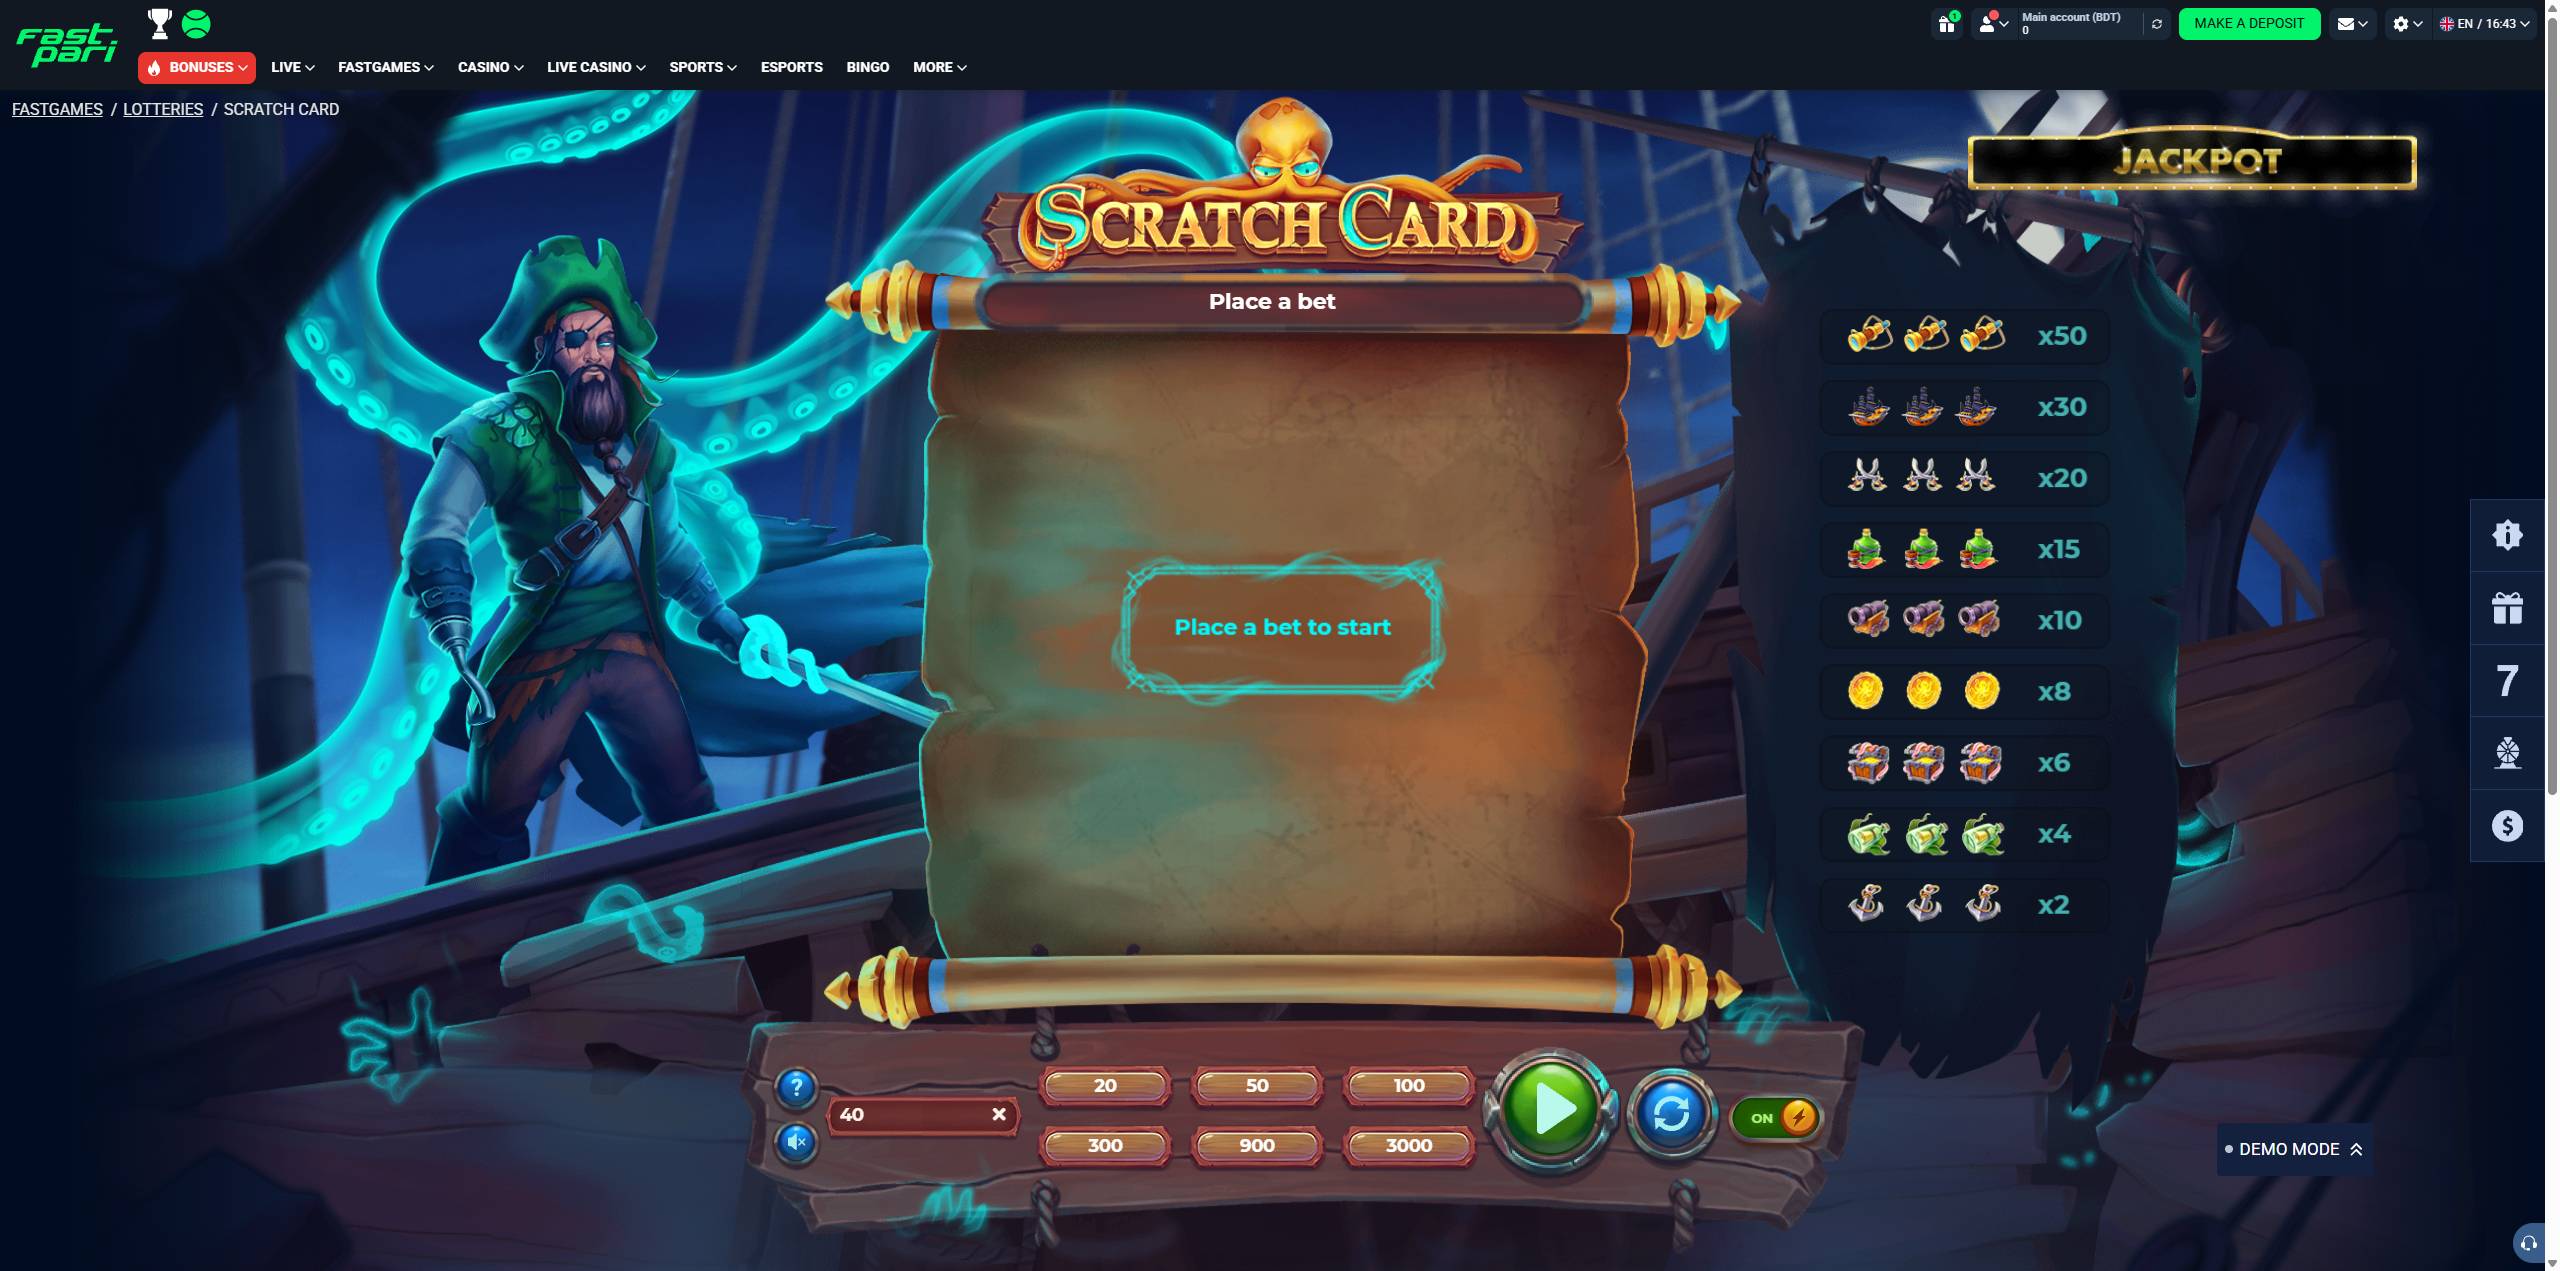 Fast pari
BONUSES
LIVE
FASTGAMES
CASINO
LIVE CASINO
SPORTS
ESPORTS
BINGO
MORE
1
Main account (BDT)
0
MAKE A DEPOSIT
EN / 16:43
FASTGAMES / LOTTERIES / SCRATCH CARD
JACKPOT
SCRATCH CARD
Place a bet
Place a bet to start
x50
x30
x20
x15
x10
x8
x6
x4
x2
7
?
40
20
50
100
300
900
3000
ON
DEMO MODE